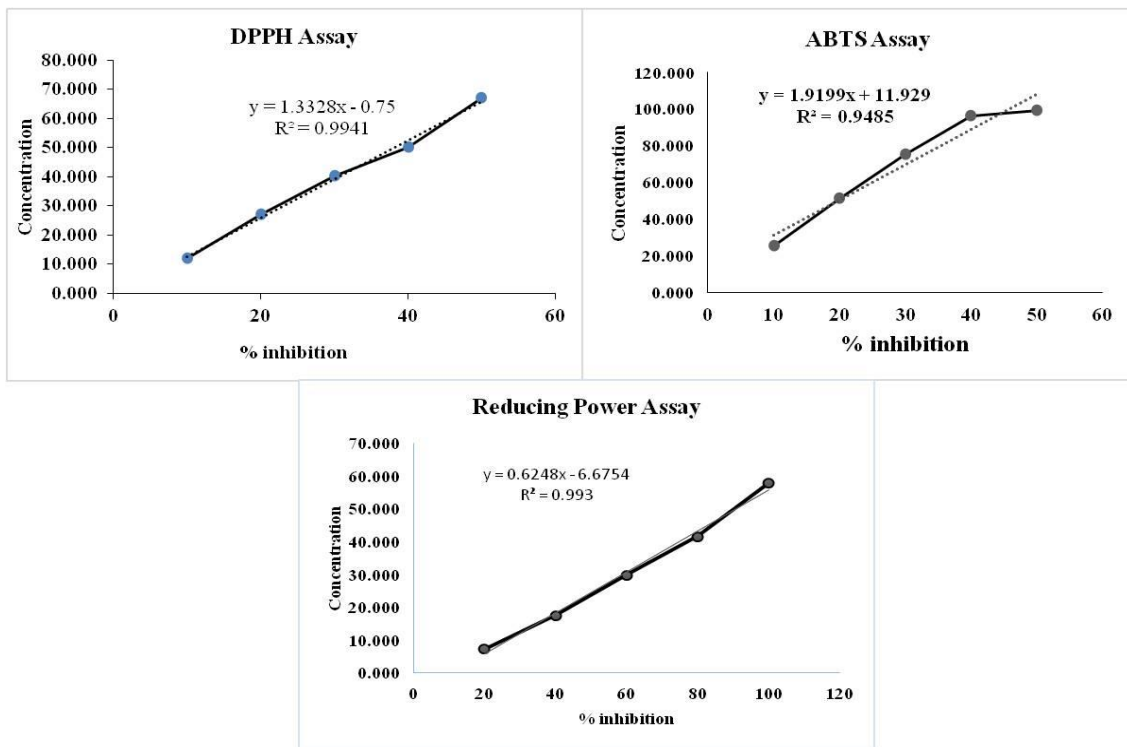 DPPH Assay
80.000
70.000
60.000
50.000
40.000
30.000
20.000
10.000
0.000
Concentration
y = 1.3328x - 0.75
R² = 0.9941
0 20 40 60
% inhibition
ABTS Assay
120.000
100.000
80.000
60.000
40.000
20.000
0.000
Concentration
y = 1.9199x + 11.929
R² = 0.9485
0 10 20 30 40 50 60
% inhibition
Reducing Power Assay
70.000
60.000
50.000
40.000
30.000
20.000
10.000
0.000
Concentration
y = 0.6248x - 6.6754
R² = 0.993
0 20 40 60 80 100 120
% inhibition